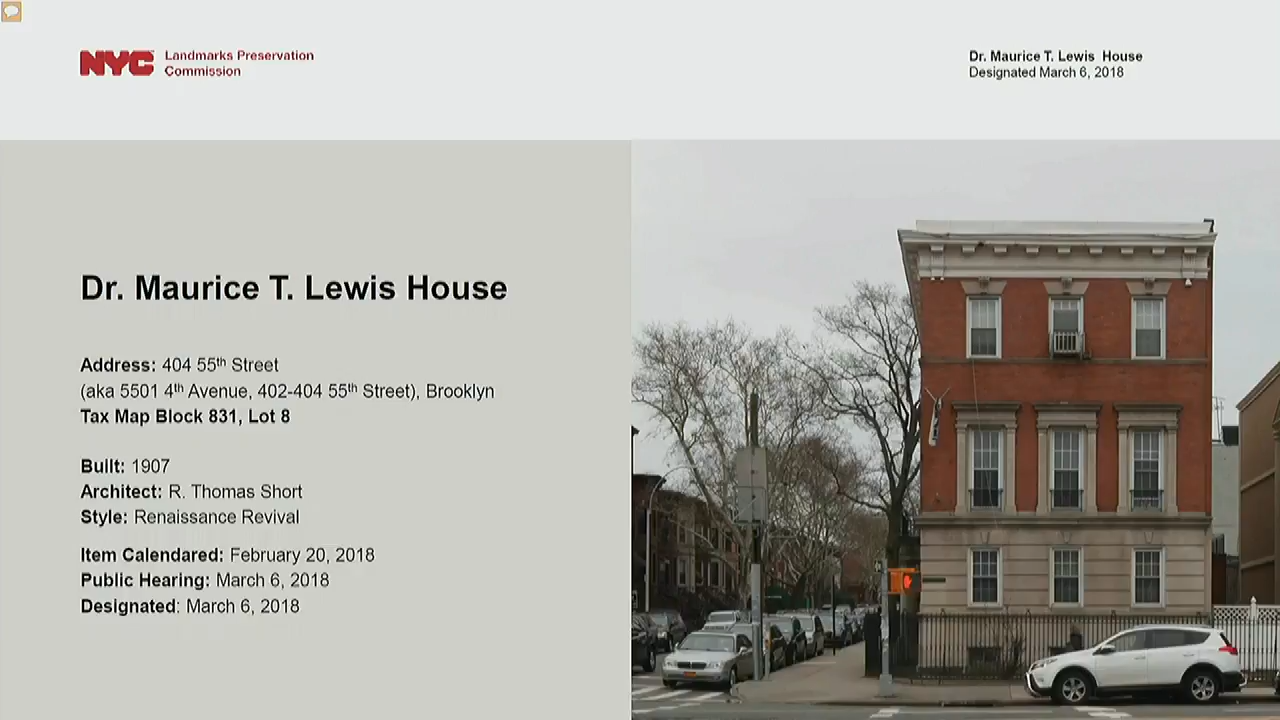 NYC Landmarks Preservation
Commission
Dr. Maurice T. Lewis House
Designated March 6, 2018
Dr. Maurice T. Lewis House
Address: 404 55th Street
(aka 5501 4th Avenue, 402-404 55th Street), Brooklyn
Tax Map Block 831, Lot 8
Built: 1907
Architect: R. Thomas Short
Style: Renaissance Revival
Item Calendared: February 20, 2018
Public Hearing: March 6, 2018
Designated: March 6, 2018